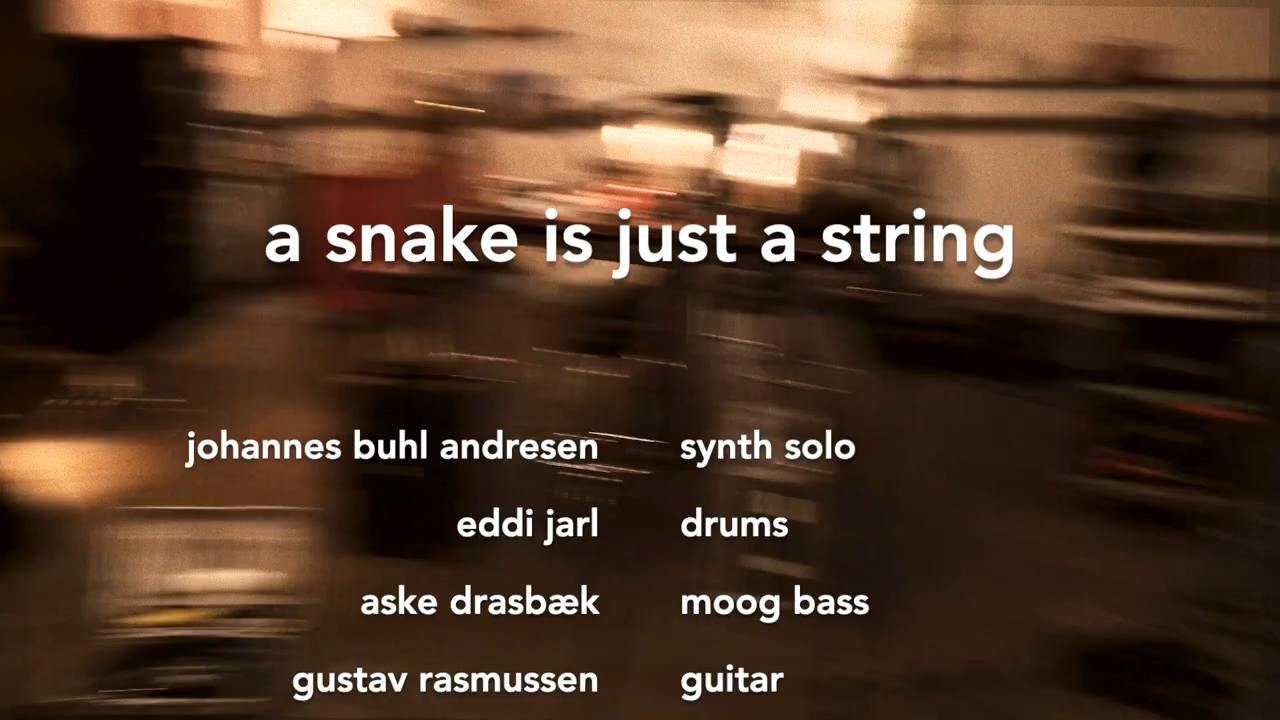 a snake is just a string
johannes buhl andresen synth solo
eddi jarl drums
aske drasbæk moog bass
gustav rasmussen guitar